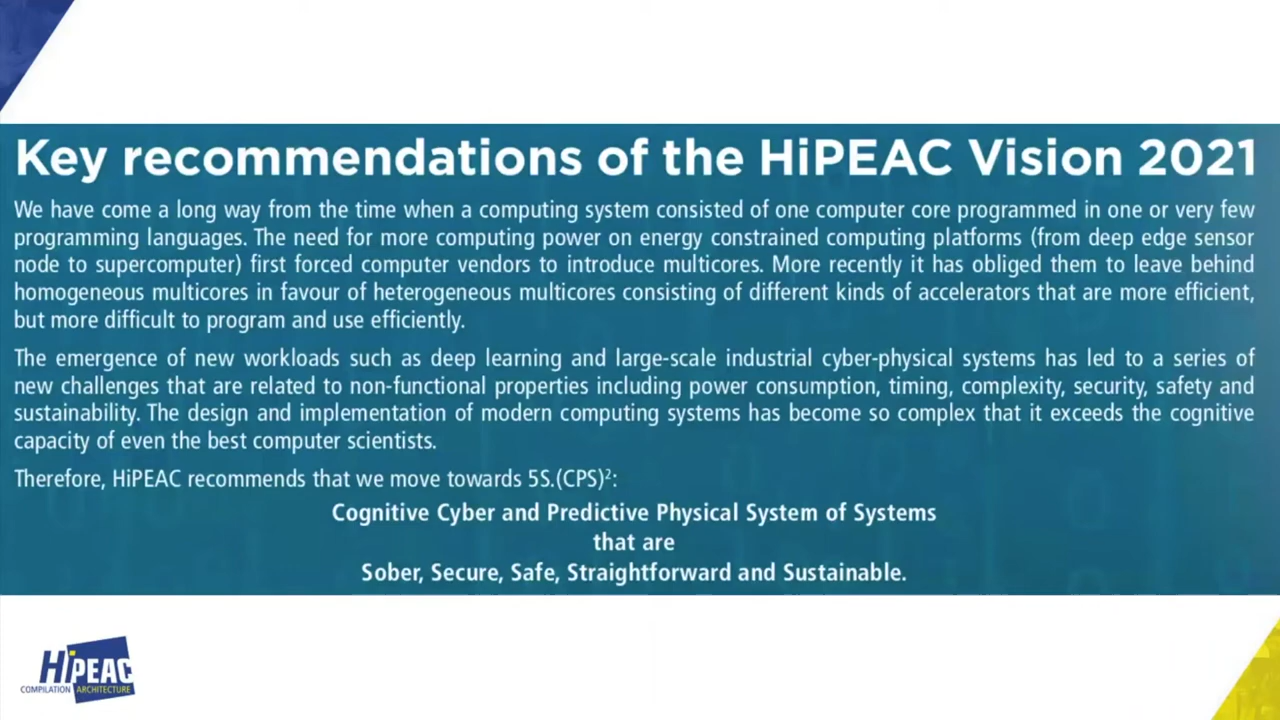 Key recommendations of the HiPEAC Vision 2021
We have come a long way from the time when a computing system consisted of one computer core programmed in one or very few
programming languages. The need for more computing power on energy constrained computing platforms (from deep edge sensor
node to supercomputer) first forced computer vendors to introduce multicores. More recently it has obliged them to leave behind
homogeneous multicores in favour of heterogeneous multicores consisting of different kinds of accelerators that are more efficient,
but more difficult to program and use efficiently.
The emergence of new workloads such as deep learning and large-scale industrial cyber-physical systems has led to a series of
new challenges that are related to non-functional properties including power consumption, timing, complexity, security, safety and
sustainability. The design and implementation of modern computing systems has become so complex that it exceeds the cognitive
capacity of even the best computer scientists.
Therefore, HiPEAC recommends that we move towards 5S.(CPS)²:
Cognitive Cyber and Predictive Physical System of Systems
that are
Sober, Secure, Safe, Straightforward and Sustainable.
HiPEAC
COMPILATION ARCHITECTURE